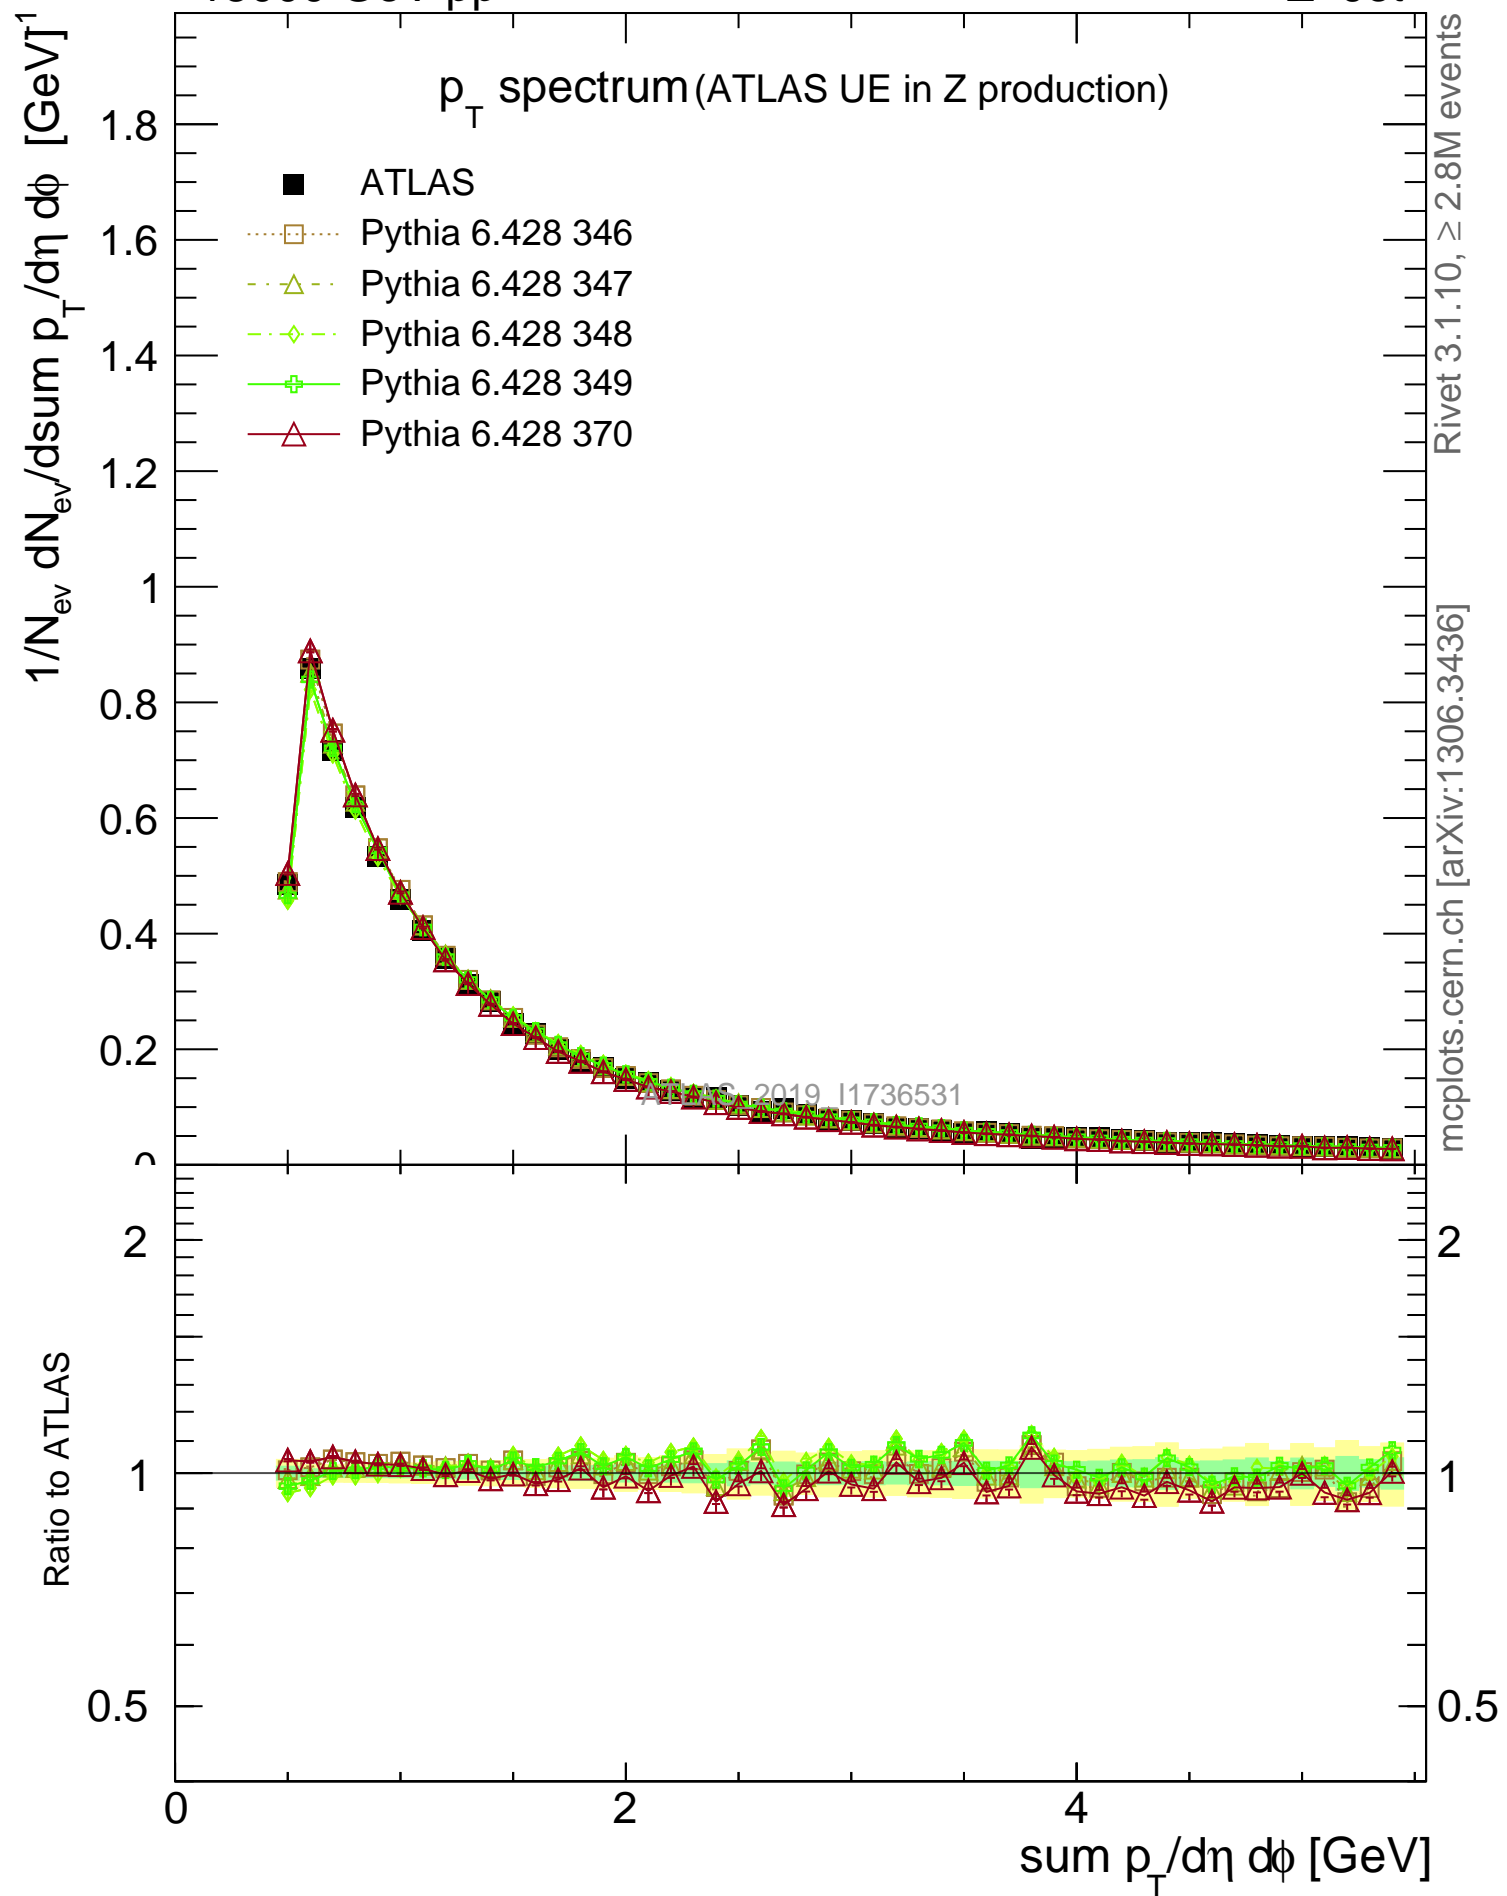 p_T spectrum (ATLAS UE in Z production)
1/N_ev dN_ev/dsum p_T/dη dϕ [GeV]^-1
ATLAS
Pythia 6.428 346
Pythia 6.428 347
Pythia 6.428 348
Pythia 6.428 349
Pythia 6.428 370
1.8
1.6
1.4
1.2
1
0.8
0.6
0.4
0.2
0
ATLAS_2019_I1736531
Rivet 3.1.10, ≥ 2.8M events
mcplots.cern.ch [arXiv:1306.3436]
Ratio to ATLAS
2
1
0.5
2
1
0.5
0
2
4
sum p_T/dη dϕ [GeV]